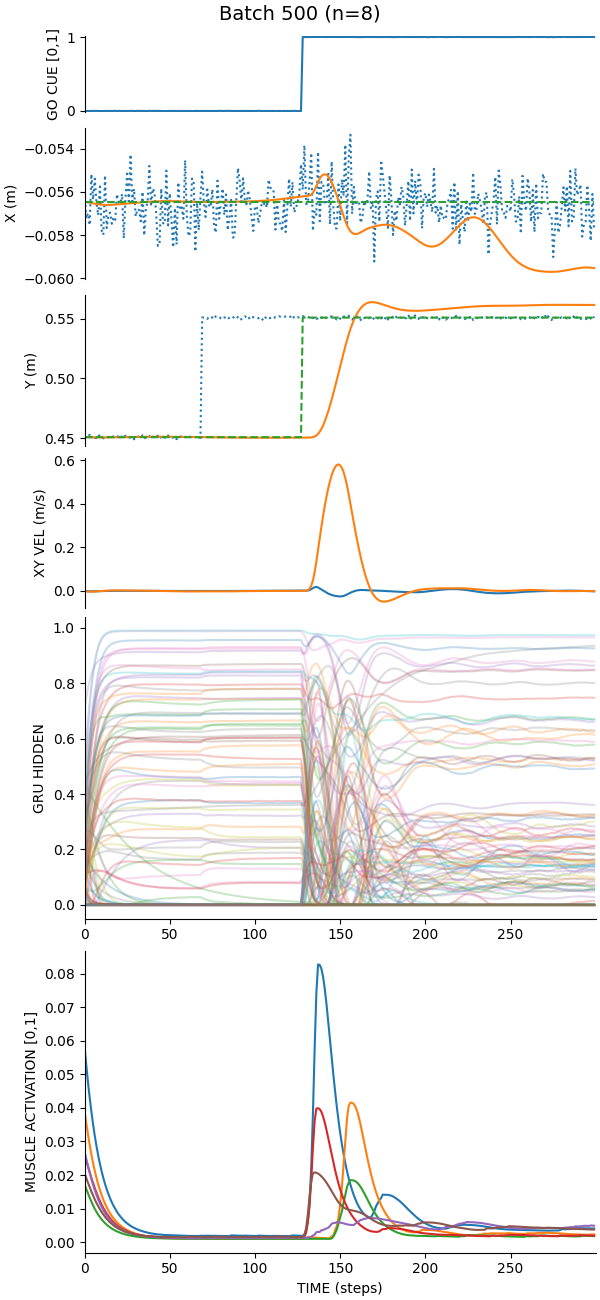 Batch 500 (n=8)
GO CUE [0,1]
1
0
X (m)
−0.054
−0.056
−0.058
−0.060
Y (m)
0.55
0.50
0.45
XY VEL (m/s)
0.6
0.4
0.2
0.0
GRU HIDDEN
1.0
0.8
0.6
0.4
0.2
0.0
0 50 100 150 200 250
MUSCLE ACTIVATION [0,1]
0.08
0.07
0.06
0.05
0.04
0.03
0.02
0.01
0.00
0 50 100 150 200 250
TIME (steps)